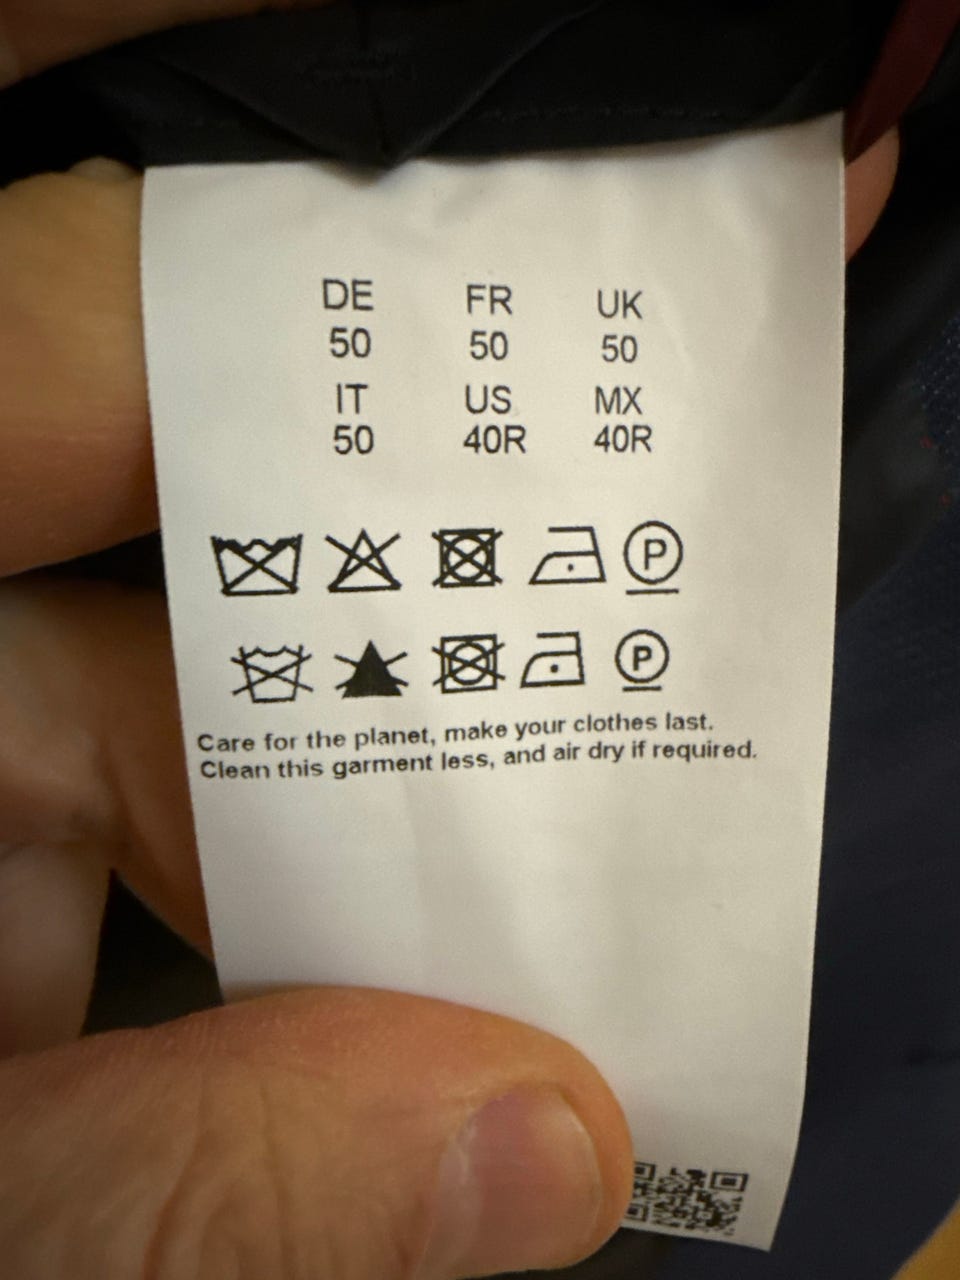 DE FR UK
50 50 50
IT US MX
50 40R 40R
P
P
Care for the planet, make your clothes last.
Clean this garment less, and air dry if required.